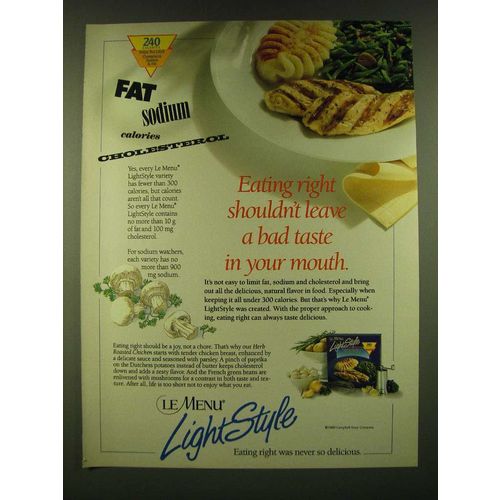 240
FAT
sodium
calories
CHOLESTEROL
Yes, every Le Menu®
LightStyle variety
has fewer than 300
calories, but calories
aren't all that count.
So every Le Menu®
LightStyle contains
no more than 10 g
of fat and 100 mg
cholesterol.
For sodium watchers,
each variety has no
more than 900
mg sodium.
Eating right
shouldn't leave
a bad taste
in your mouth.
It's not easy to limit fat, sodium and cholesterol and bring
out all the delicious, natural flavor in food. Especially when
keeping it all under 300 calories. But that's why Le Menu®
LightStyle was created. With the proper approach to cook-
ing, eating right can always taste delicious.
Eating right should be a joy, not a chore. That's why our Herb
Roasted Chicken starts with tender chicken breast, enhanced by
a delicate sauce and seasoned with parsley. A pinch of paprika
on the Dutchess potatoes instead of butter keeps cholesterol
down and adds a zesty flavor. And the French green beans are
enlivened with mushrooms for a contrast in both taste and tex-
ture. After all, life is too short not to enjoy what you eat.
LE MENU
LightStyle
LE MENU®
LightStyle
Campbell Soup Company
Eating right was never so delicious.